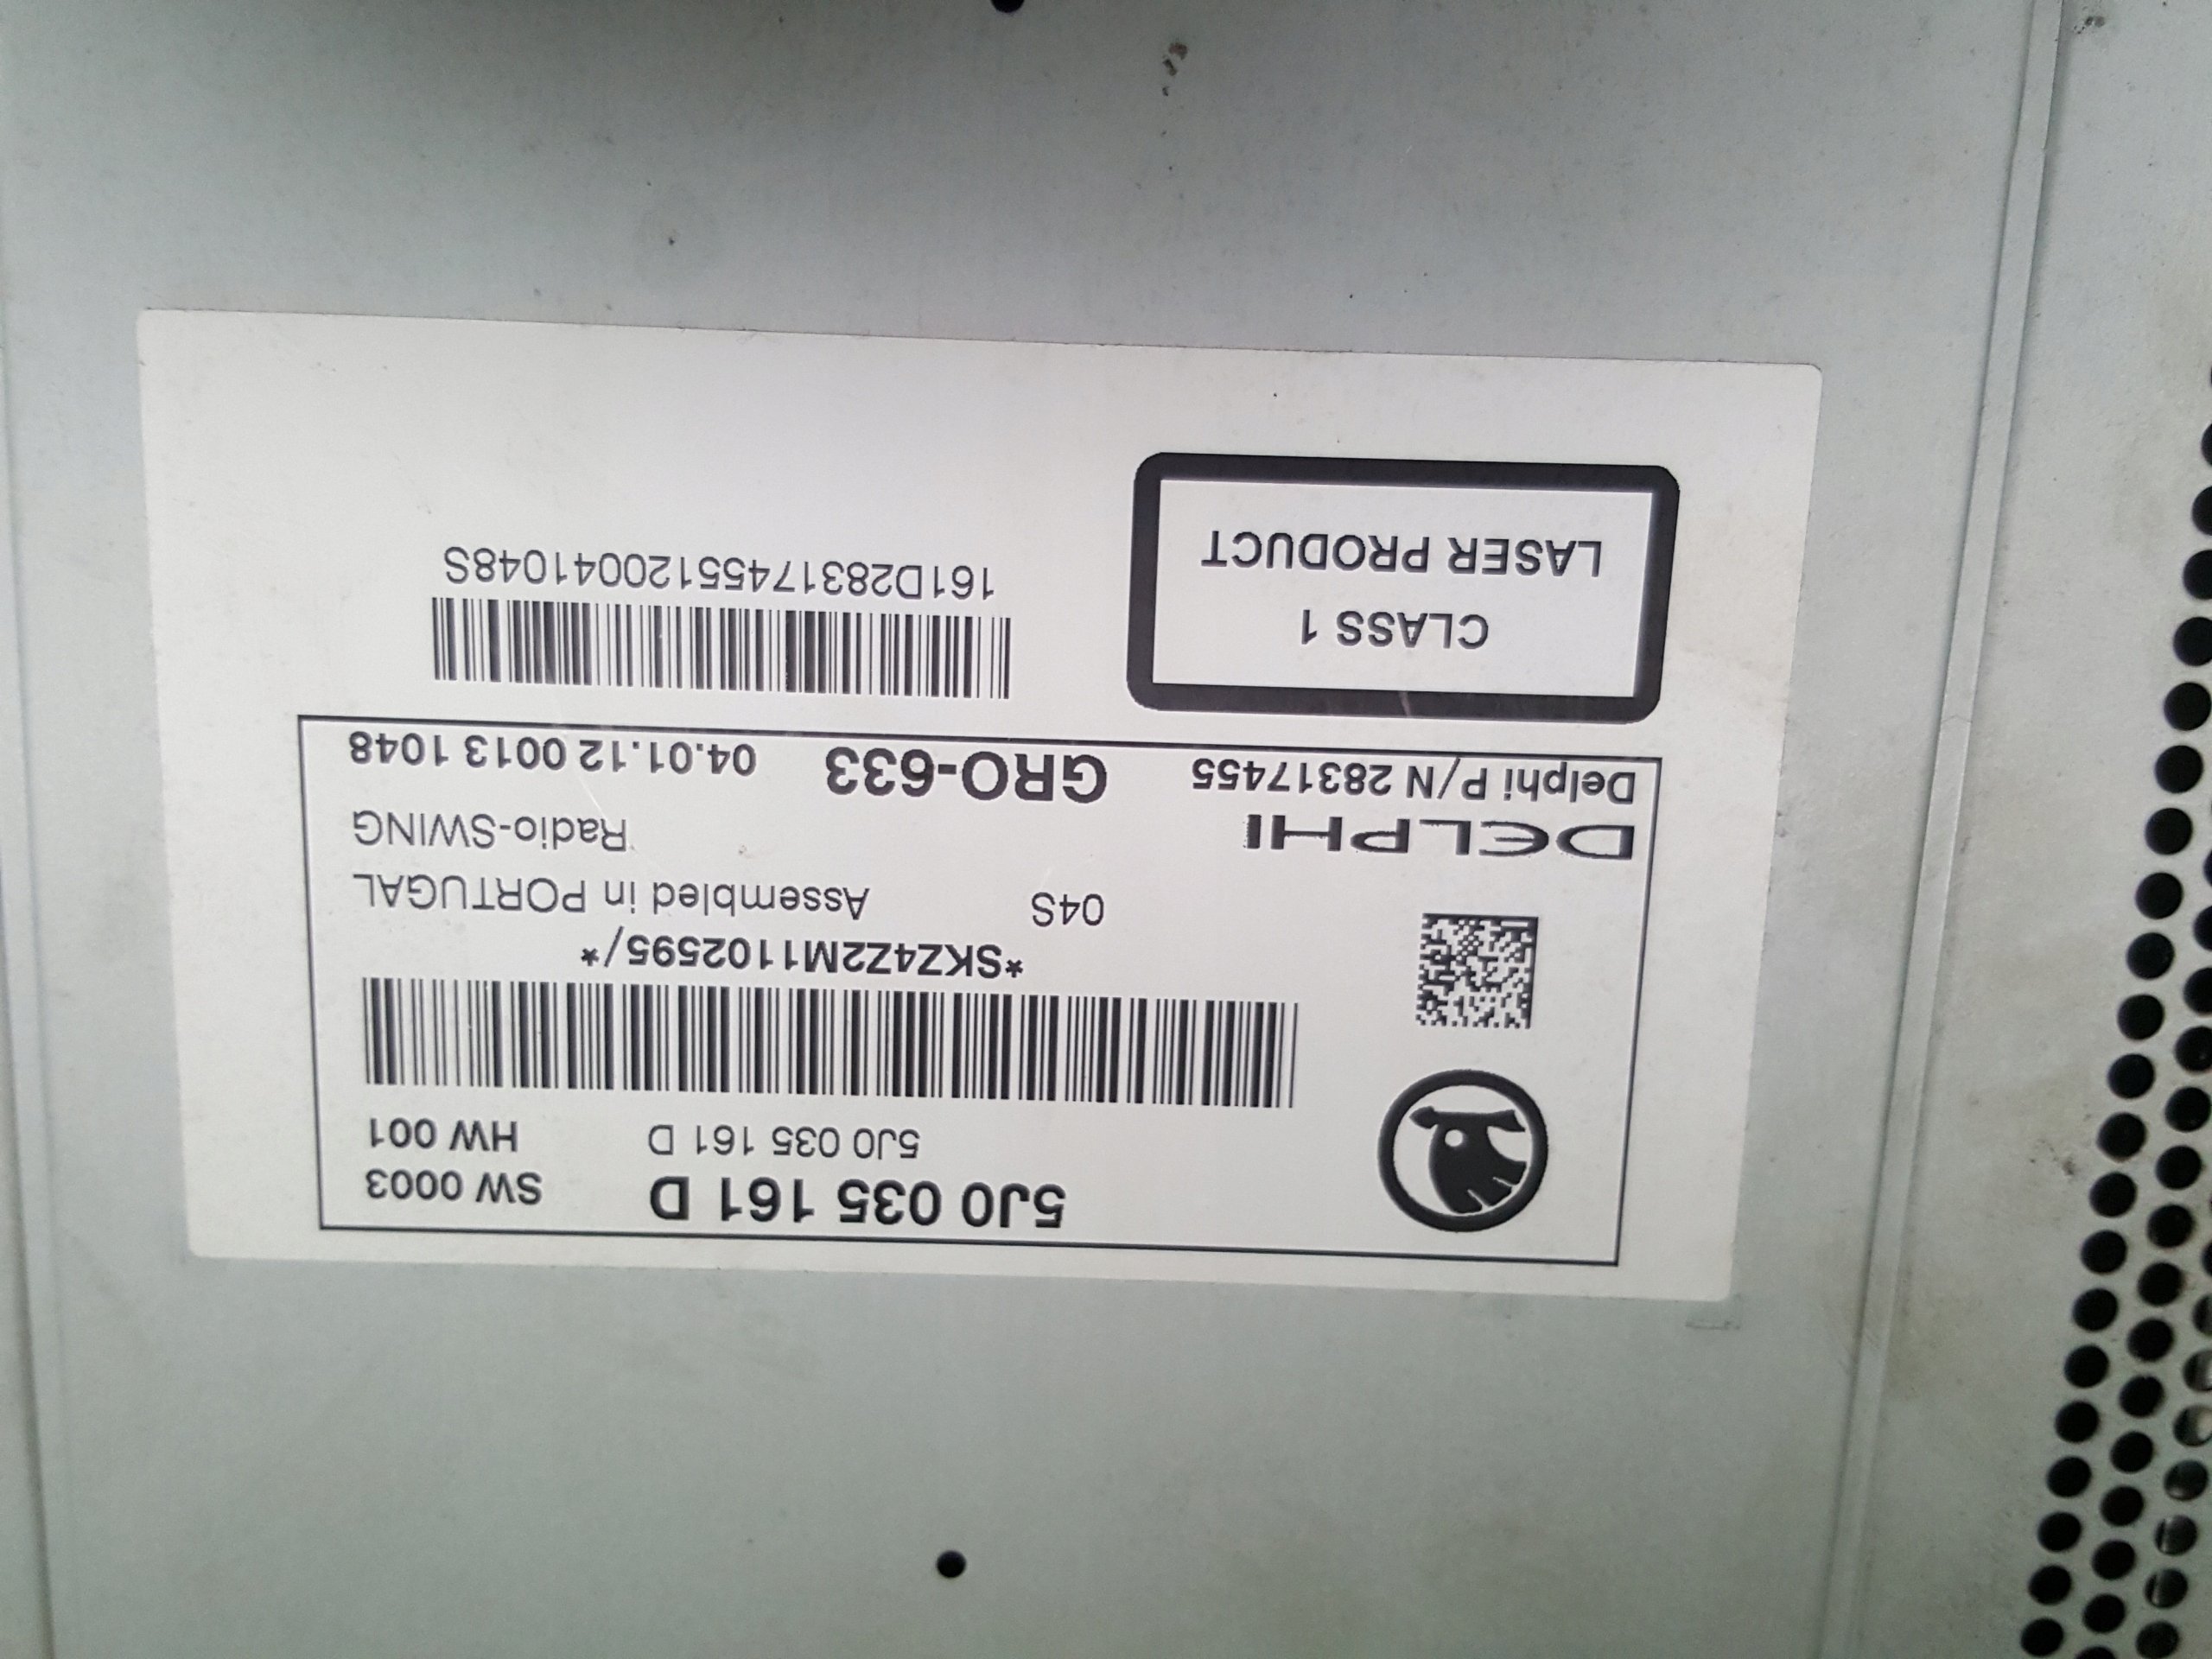 5J0 035 161 D
SW 0003
5J0 035 161 D
HW 001
*SKZ4Z2M1102595/*
04S
Assembled in PORTUGAL
DELPHI
Radio-SWING
Delphi P/N 28317455
GRO-633
04.01.12 0013 1048
CLASS 1
LASER PRODUCT
161D28317455120041048S